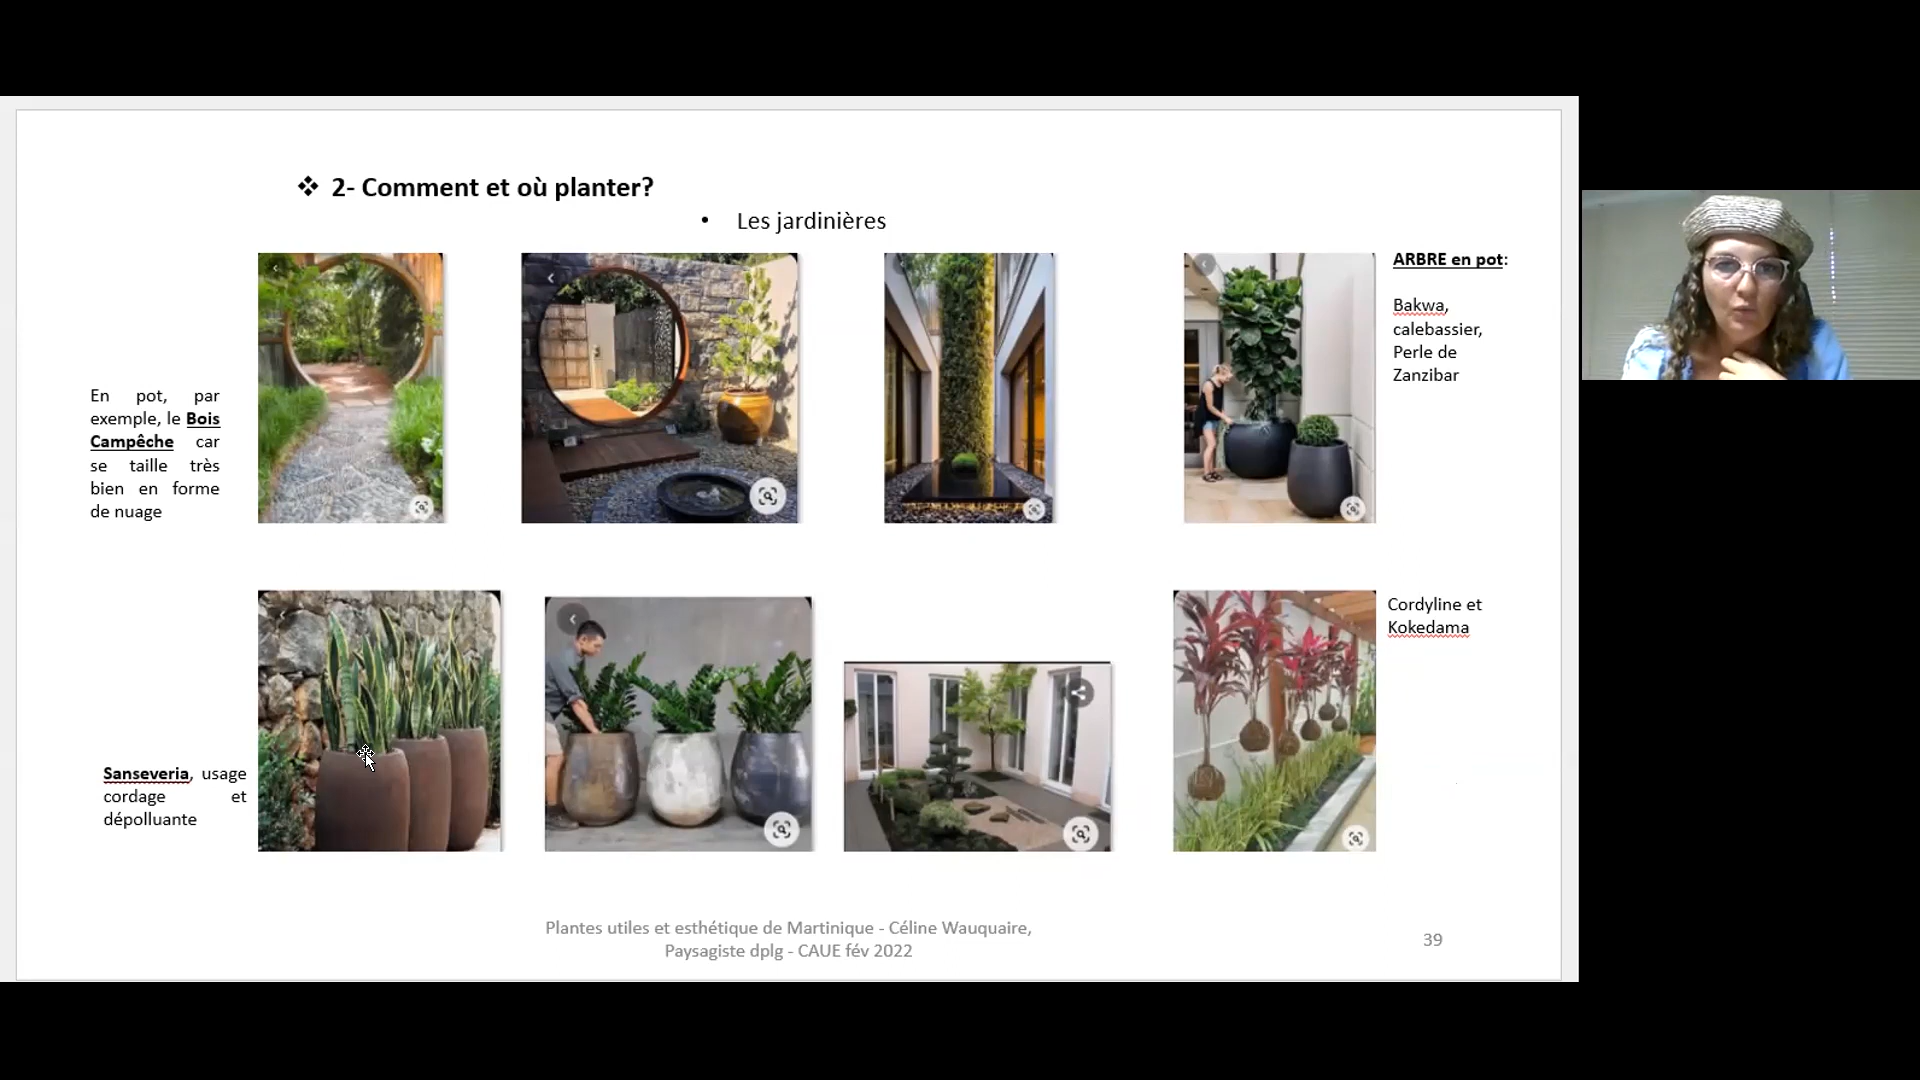 ❖ 2- Comment et où planter?
• Les jardinières
En pot, par
exemple, le Bois
Campêche car
se taille très
bien en forme
de nuage
ARBRE en pot:
Bakwa,
calebassier,
Perle de
Zanzibar
Sanseveria, usage
cordage et
dépolluante
Cordyline et
Kokedama
Plantes utiles et esthétique de Martinique - Céline Wauquaire,
Paysagiste dplg - CAUE fév 2022
39